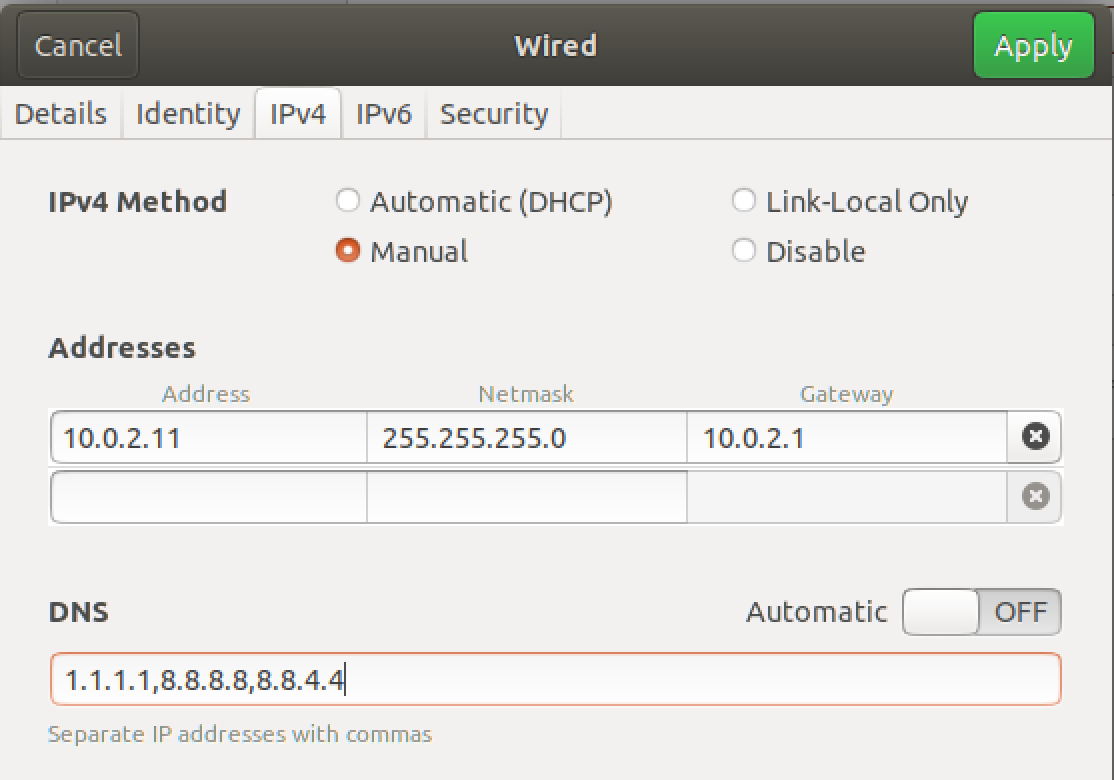 Cancel Wired Apply
Details Identity IPv4 IPv6 Security
IPv4 Method Automatic (DHCP) Link-Local Only
Manual Disable
Addresses
Address Netmask Gateway
10.0.2.11 255.255.255.0 10.0.2.1
DNS Automatic OFF
1.1.1.1,8.8.8.8,8.8.4.4
Separate IP addresses with commas